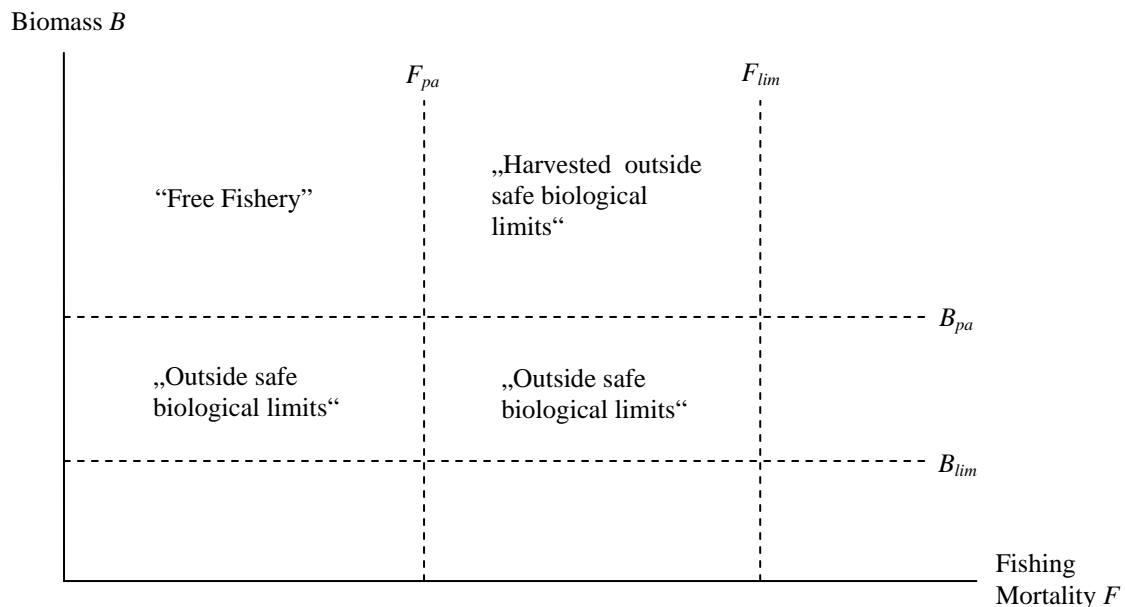 Biomass B
F_pa
F_lim
“Free Fishery”
„Harvested outside
safe biological
limits“
B_pa
„Outside safe
biological limits“
„Outside safe
biological limits“
B_lim
Fishing
Mortality F